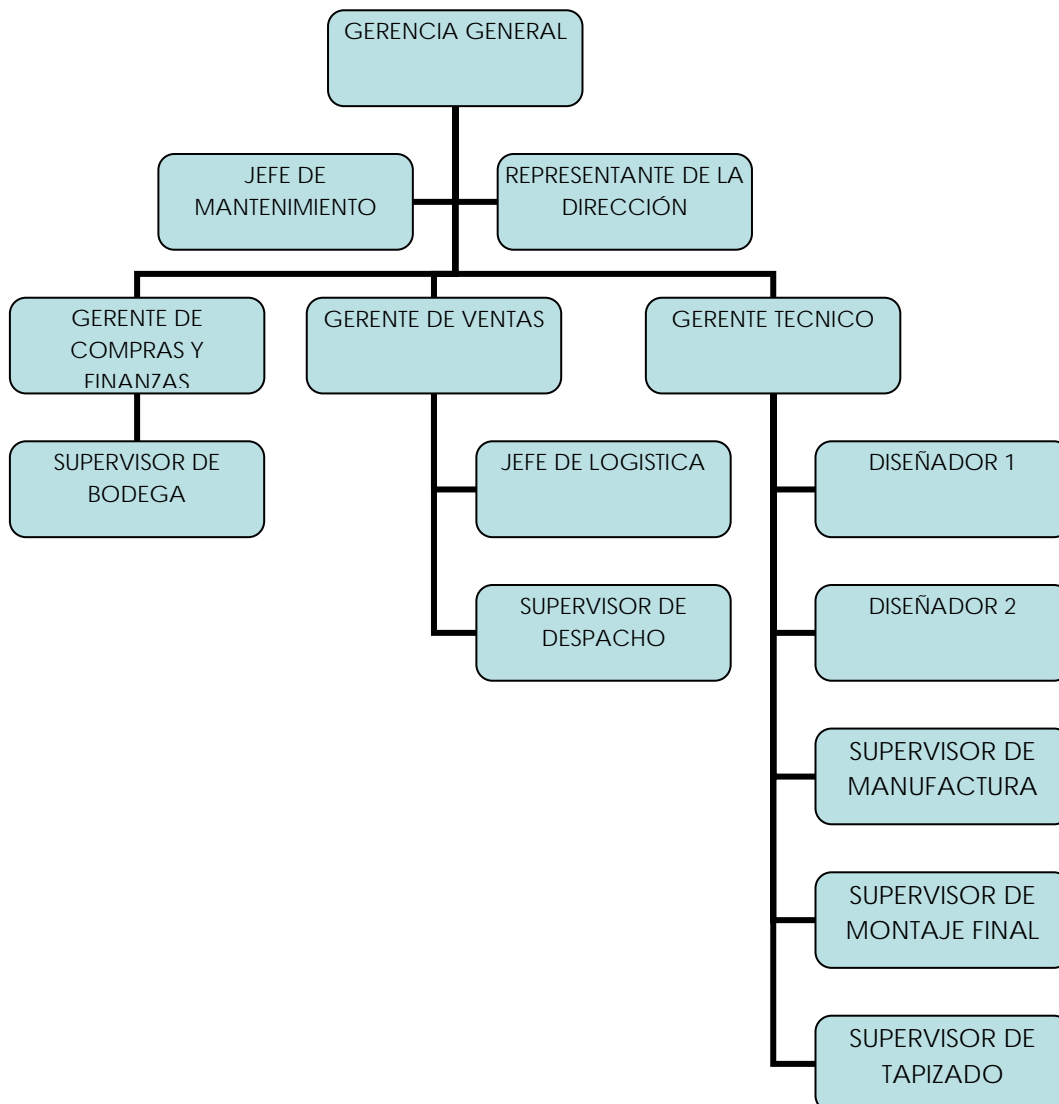 GERENCIA GENERAL
JEFE DE
MANTENIMIENTO
REPRESENTANTE DE LA
DIRECCIÓN
GERENTE DE
COMPRAS Y
FINANZAS
GERENTE DE VENTAS
GERENTE TECNICO
SUPERVISOR DE
BODEGA
JEFE DE LOGISTICA
DISEÑADOR 1
SUPERVISOR DE
DESPACHO
DISEÑADOR 2
SUPERVISOR DE
MANUFACTURA
SUPERVISOR DE
MONTAJE FINAL
SUPERVISOR DE
TAPIZADO